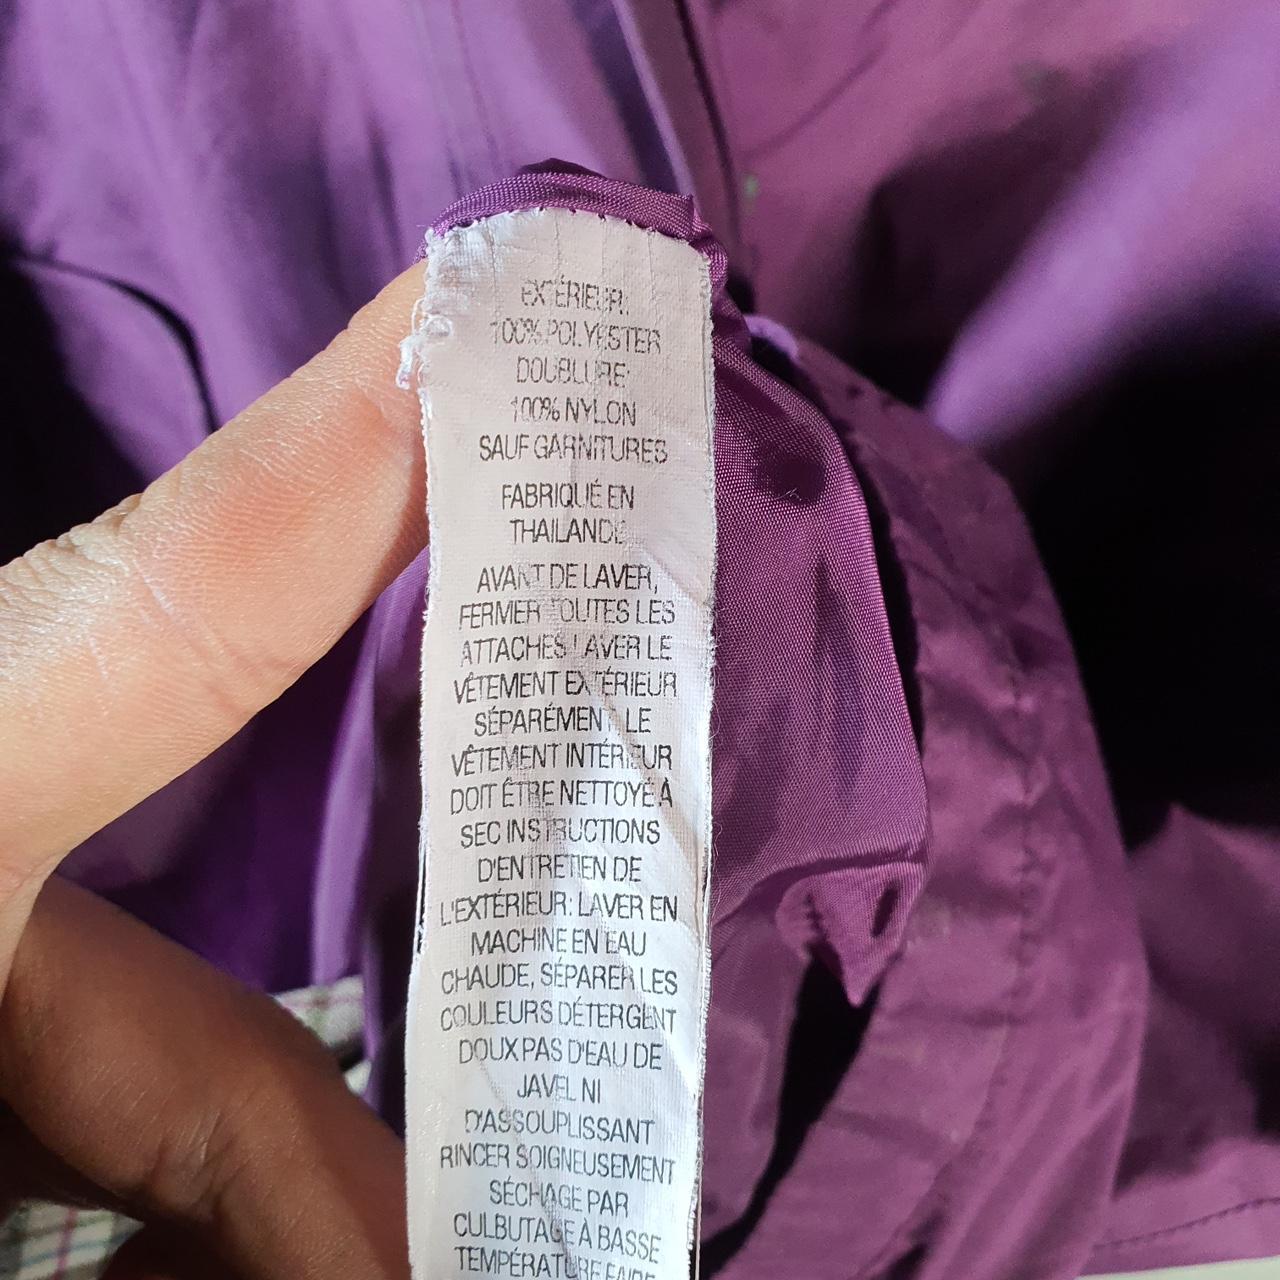 EXTÉRIEUR:
100% POLYESTER
DOUBLURE:
100% NYLON
SAUF GARNITURES
FABRIQUÉ EN
THAILANDE
AVANT DE LAVER,
FERMER TOUTES LES
ATTACHES LAVER LE
VÊTEMENT EXTÉRIEUR
SÉPARÉMENT LE
VÊTEMENT INTÉRIEUR
DOIT ÊTRE NETTOYÉ À
SEC INSTRUCTIONS
D'ENTRETIEN DE
L'EXTÉRIEUR: LAVER EN
MACHINE EN EAU
CHAUDE, SÉPARER LES
COULEURS DÉTERGENT
DOUX PAS D'EAU DE
JAVEL NI
D'ASSOUPLISSANT
RINCER SOIGNEUSEMENT
SÉCHAGE PAR
CULBUTAGE À BASSE
TEMPÉRATURE FAIRE